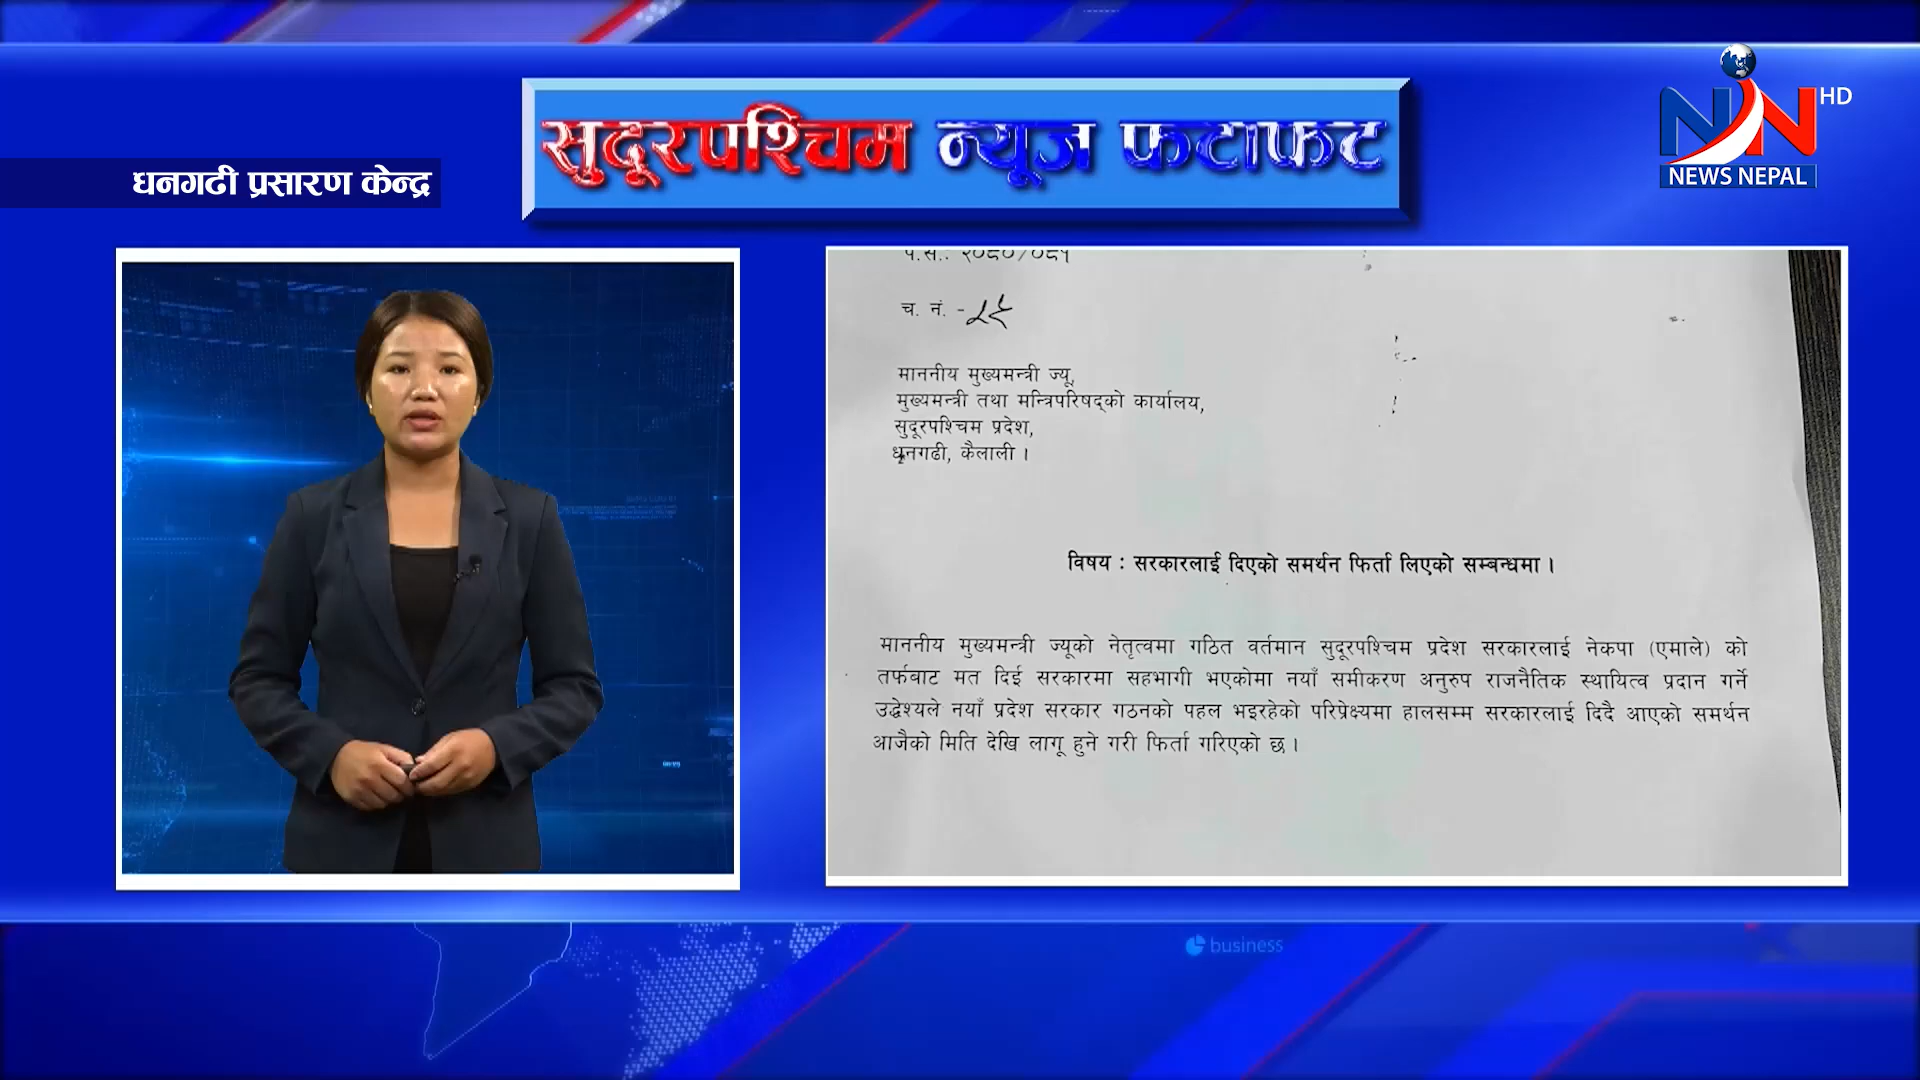 सुदूरपश्चिम न्यूज फटाफट
NN HD
NEWS NEPAL
धनगढी प्रसारण केन्द्र
प.सं.: २०८०/०८१
च. नं. -
माननीय मुख्यमन्त्री ज्यू,
मुख्यमन्त्री तथा मन्त्रिपरिषद्को कार्यालय,
सुदूरपश्चिम प्रदेश,
धनगढी, कैलाली ।
विषय : सरकारलाई दिएको समर्थन फिर्ता लिएको सम्बन्धमा ।
माननीय मुख्यमन्त्री ज्यूको नेतृत्वमा गठित वर्तमान सुदूरपश्चिम प्रदेश सरकारलाई नेकपा (एमाले) को
तर्फबाट मत दिई सरकारमा सहभागी भएकोमा नयाँ समीकरण अनुरुप राजनैतिक स्थायित्व प्रदान गर्ने
उद्धेश्यले नयाँ प्रदेश सरकार गठनको पहल भइरहेको परिप्रेक्ष्यमा हालसम्म सरकारलाई दिदै आएको समर्थन
आजैको मिति देखि लागू हुने गरी फिर्ता गरिएको छ ।
business